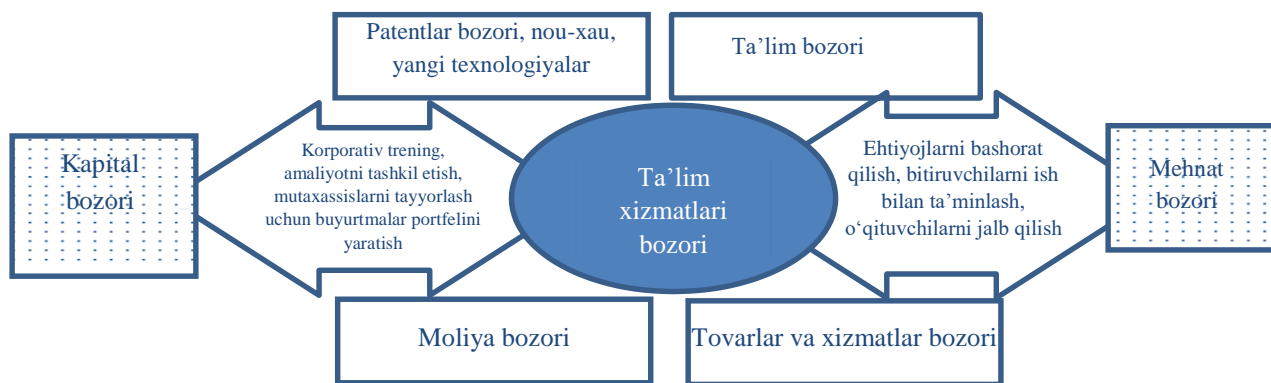 Patentlar bozori, nou-xau,
yangi texnologiyalar
Ta’lim bozori
Kapital
bozori
Korporativ trening,
amaliyotni tashkil etish,
mutaxassislarni tayyorlash
uchun buyurtmalar portfelini
yaratish
Ta’lim
xizmatlari
bozori
Ehtiyojlarni bashorat
qilish, bitiruvchilarni ish
bilan ta’minlash,
o‘qituvchilarni jalb qilish
Mehnat
bozori
Moliya bozori
Tovarlar va xizmatlar bozori